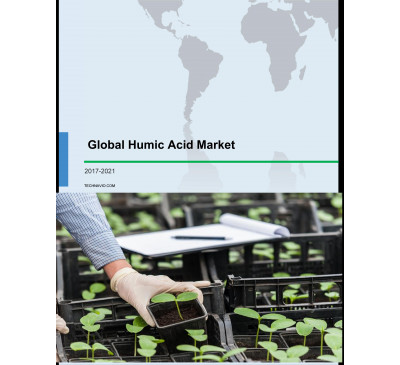 Global Humic Acid Market
2017-2021
TECHNAVIO.COM